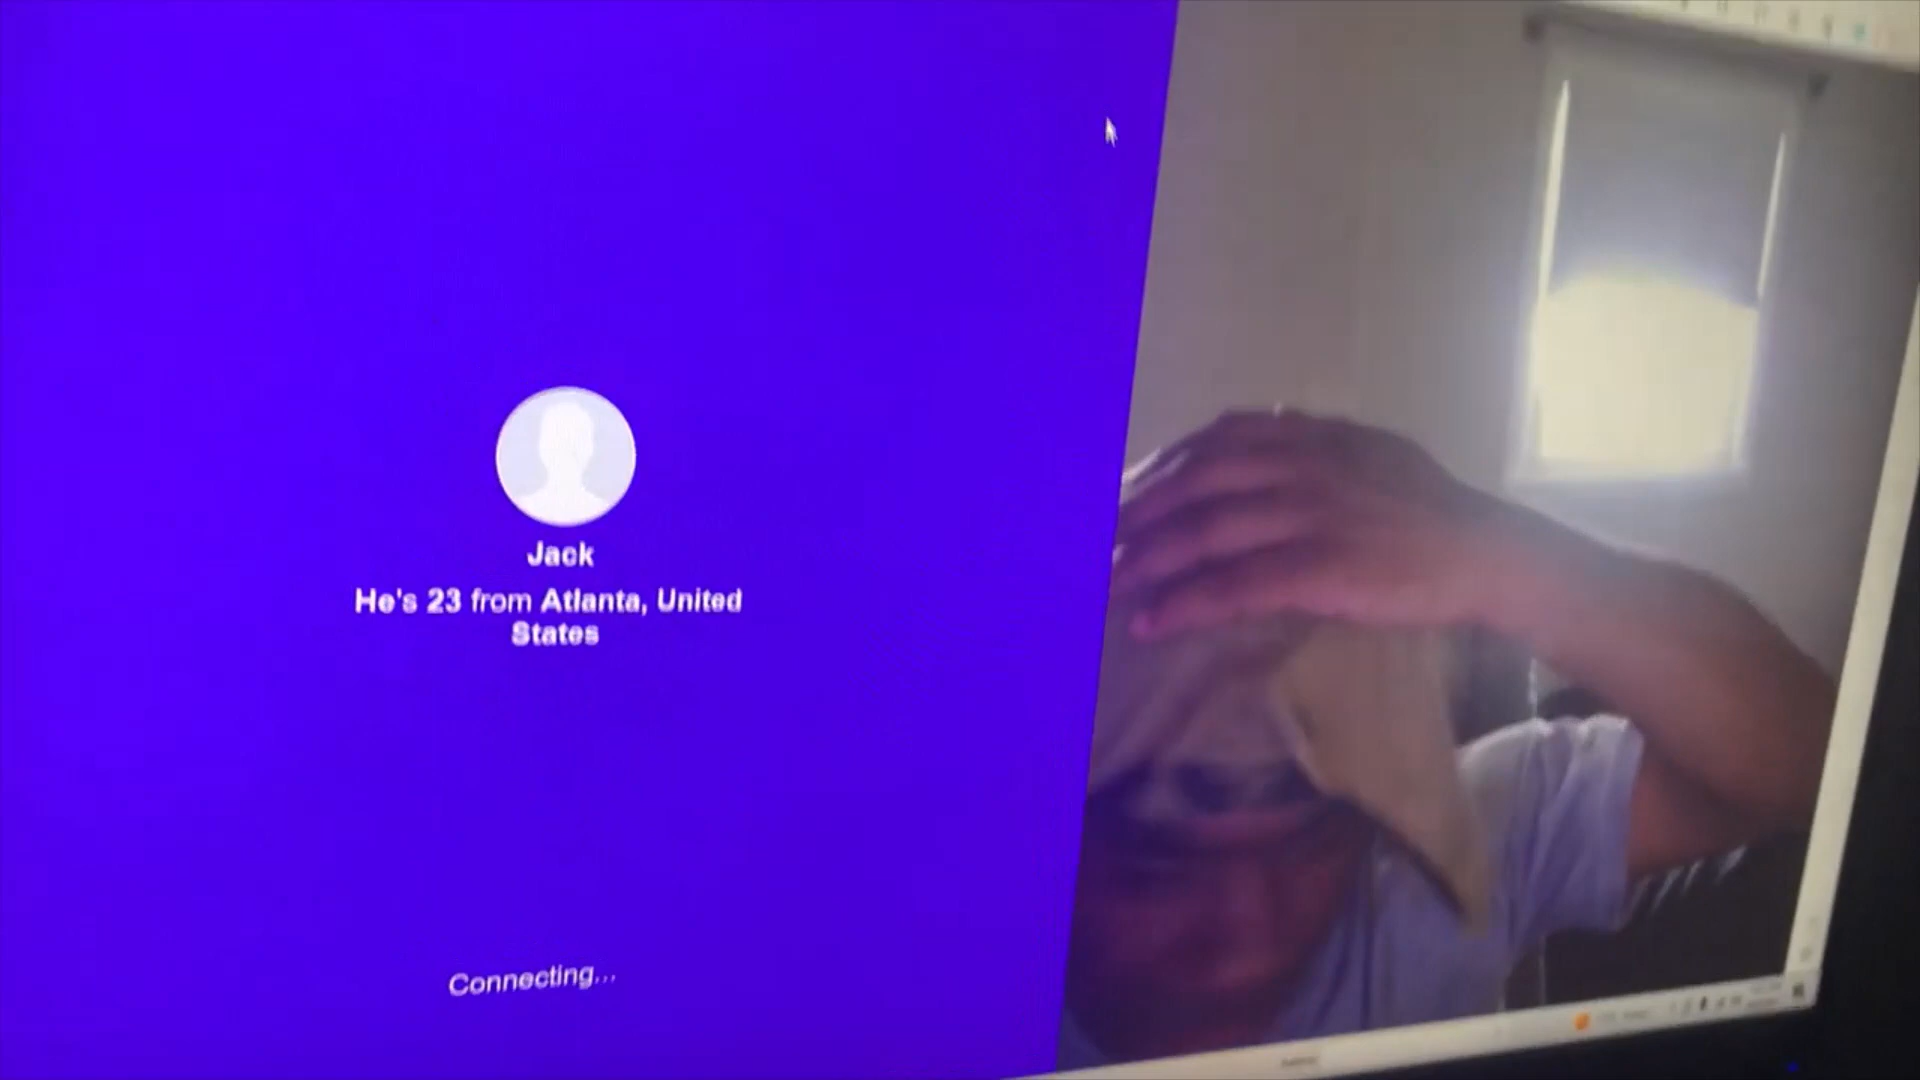 Jack
He's 23 from Atlanta, United
States
Connecting...